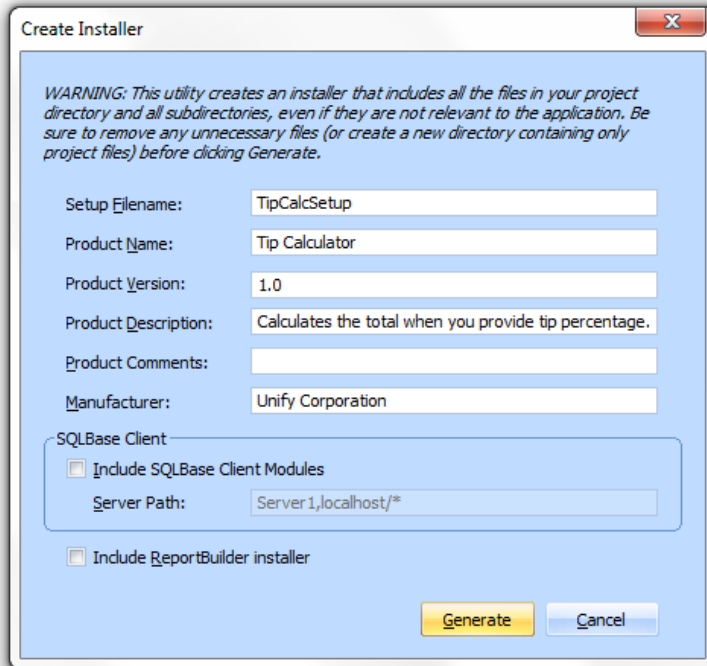 Create Installer
WARNING: This utility creates an installer that includes all the files in your project
directory and all subdirectories, even if they are not relevant to the application. Be
sure to remove any unnecessary files (or create a new directory containing only
project files) before clicking Generate.
Setup Filename: TipCalcSetup
Product Name: Tip Calculator
Product Version: 1.0
Product Description: Calculates the total when you provide tip percentage.
Product Comments:
Manufacturer: Unify Corporation
SQLBase Client
Include SQLBase Client Modules
Server Path: Server1,localhost/*
Include ReportBuilder installer
Generate Cancel